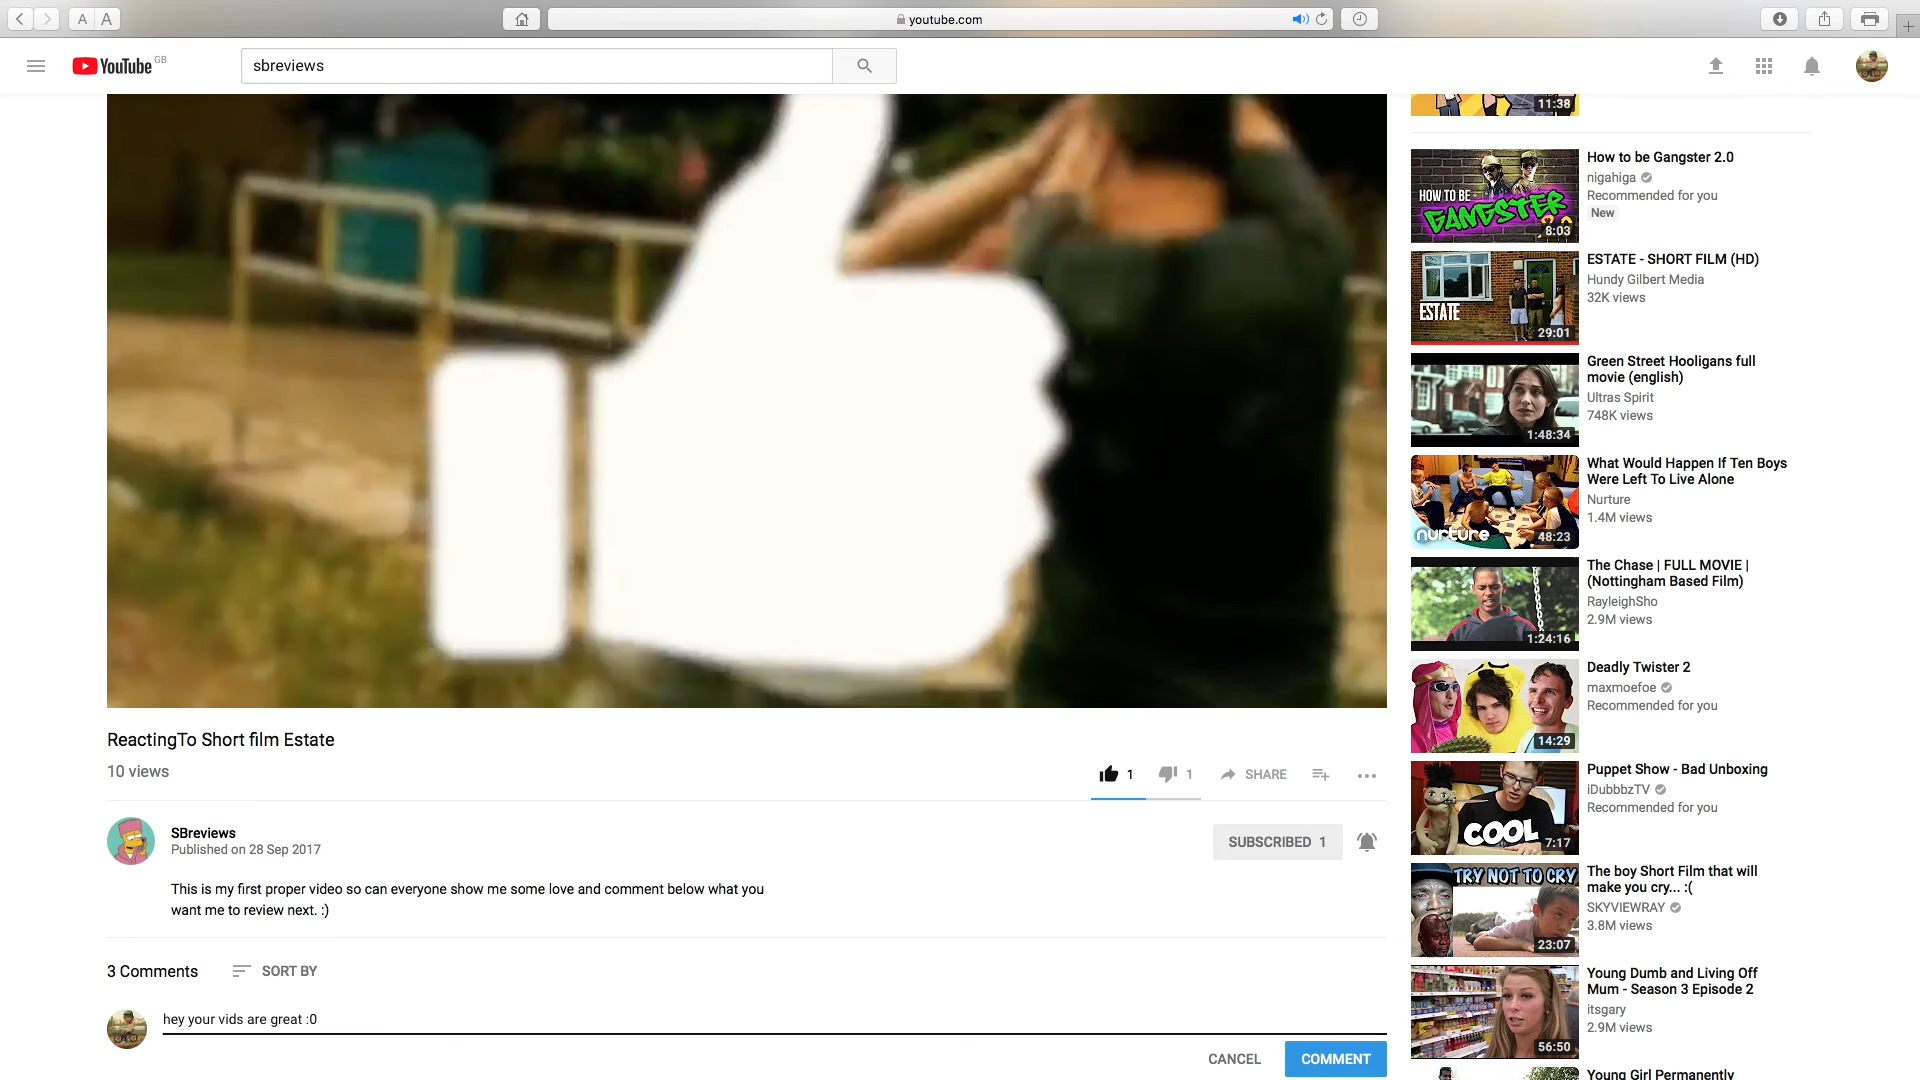 A A
youtube.com
YouTube GB
sbreviews
11:38
HOW TO BE
GANGSTER
8:03
How to be Gangster 2.0
nigahiga
Recommended for you
New
ESTATE
29:01
ESTATE - SHORT FILM (HD)
Hundy Gilbert Media
32K views
1:48:34
Green Street Hooligans full
movie (english)
Ultras Spirit
748K views
nurture
48:23
What Would Happen If Ten Boys
Were Left To Live Alone
Nurture
1.4M views
1:24:16
The Chase | FULL MOVIE |
(Nottingham Based Film)
RayleighSho
2.9M views
14:29
Deadly Twister 2
maxmoefoe
Recommended for you
COOL
7:17
Puppet Show - Bad Unboxing
iDubbbzTV
Recommended for you
TRY NOT TO CRY
23:07
The boy Short Film that will
make you cry... :(
SKYVIEWRAY
3.8M views
56:50
Young Dumb and Living Off
Mum - Season 3 Episode 2
itsgary
2.9M views
Young Girl Permanently
ReactingTo Short film Estate
10 views
1 1 SHARE
SBreviews
Published on 28 Sep 2017
SUBSCRIBED 1
This is my first proper video so can everyone show me some love and comment below what you
want me to review next. :)
3 Comments SORT BY
hey your vids are great :0
CANCEL COMMENT